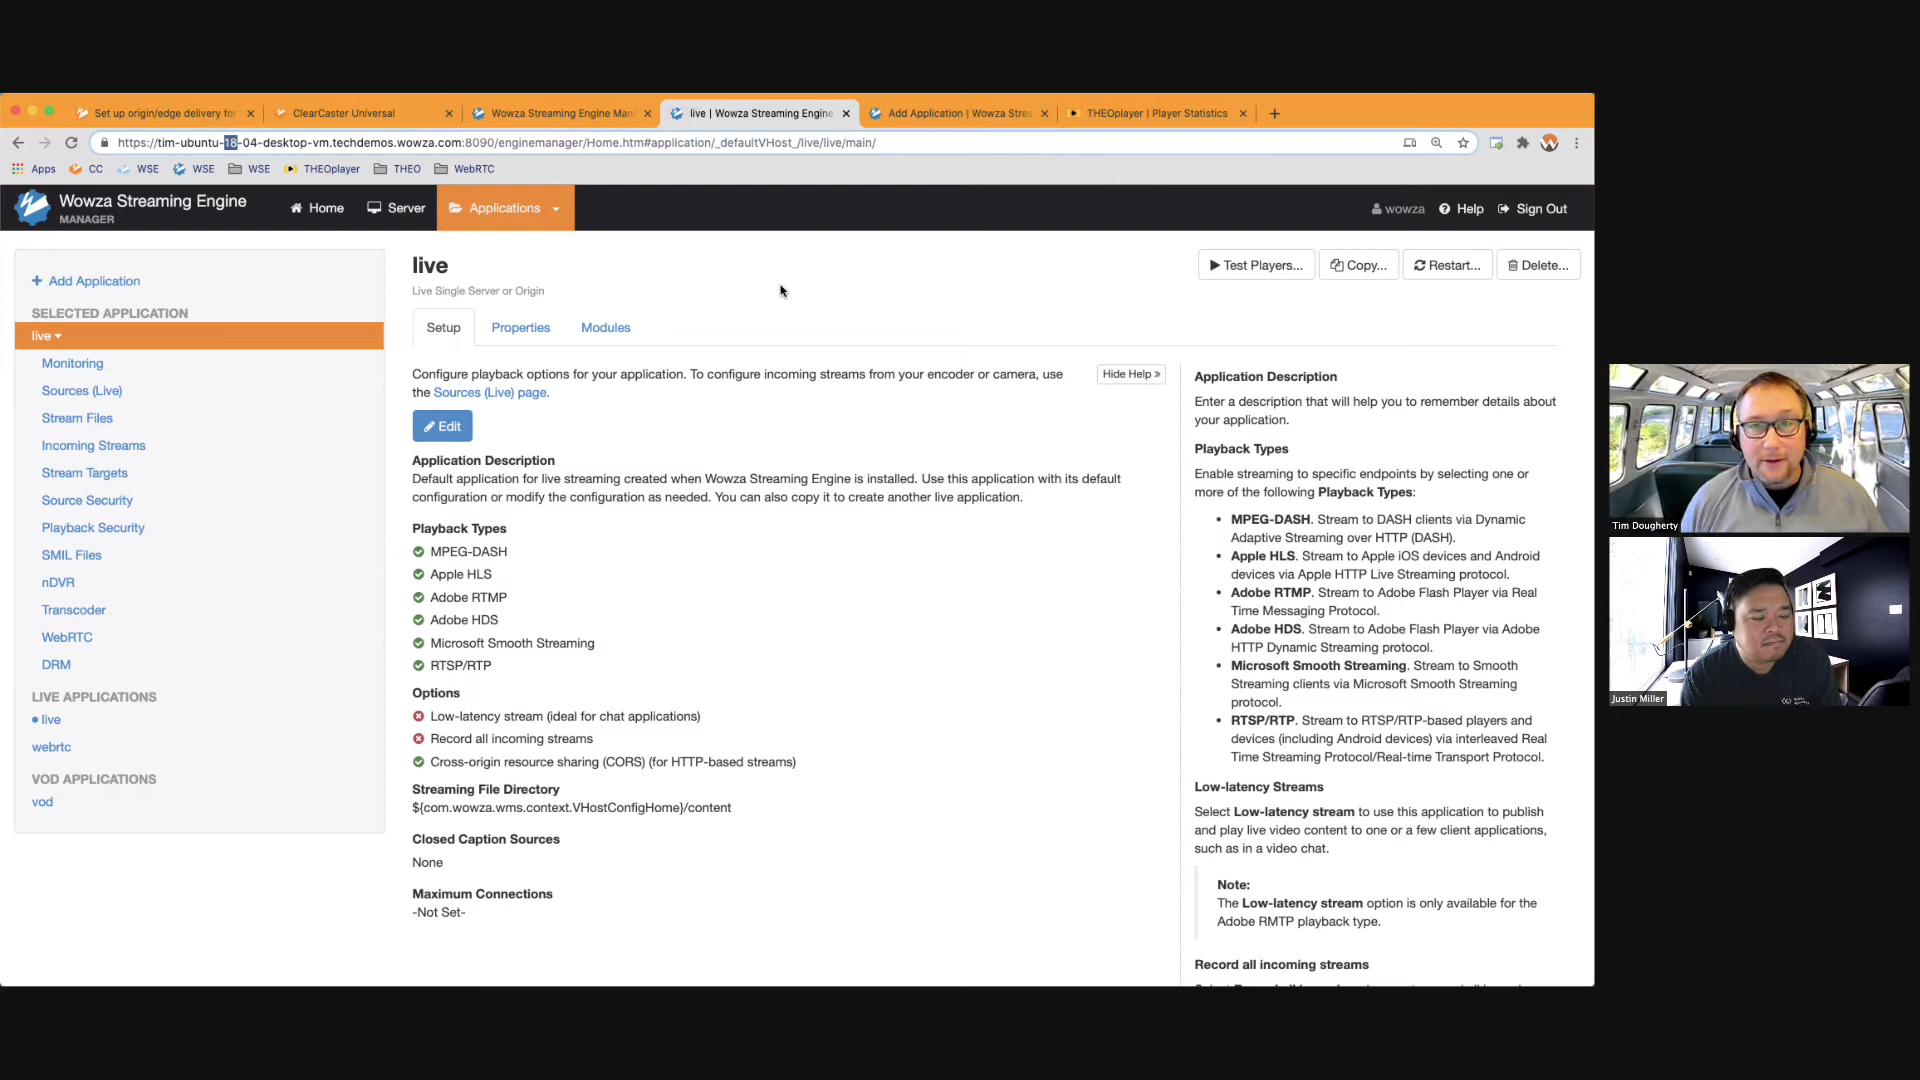 Set up origin/edge delivery for
ClearCaster Universal
Wowza Streaming Engine Mana
live | Wowza Streaming Engine
Add Application | Wowza Strea
THEOplayer | Player Statistics
https://tim-ubuntu-18-04-desktop-vm.techdemos.wowza.com:8090/enginemanager/Home.htm#application/_defaultVHost_/live/live/main/
Apps CC WSE WSE WSE THEOplayer THEO WebRTC
Wowza Streaming Engine
MANAGER
Home Server Applications
wowza Help Sign Out
Add Application
SELECTED APPLICATION
live
Monitoring
Sources (Live)
Stream Files
Incoming Streams
Stream Targets
Source Security
Playback Security
SMIL Files
nDVR
Transcoder
WebRTC
DRM
LIVE APPLICATIONS
live
webrtc
VOD APPLICATIONS
vod
live
Live Single Server or Origin
Test Players... Copy... Restart... Delete...
Setup Properties Modules
Configure playback options for your application. To configure incoming streams from your encoder or camera, use
the Sources (Live) page.
Hide Help »
Edit
Application Description
Default application for live streaming created when Wowza Streaming Engine is installed. Use this application with its default
configuration or modify the configuration as needed. You can also copy it to create another live application.
Playback Types
MPEG-DASH
Apple HLS
Adobe RTMP
Adobe HDS
Microsoft Smooth Streaming
RTSP/RTP
Options
Low-latency stream (ideal for chat applications)
Record all incoming streams
Cross-origin resource sharing (CORS) (for HTTP-based streams)
Streaming File Directory
${com.wowza.wms.context.VHostConfigHome}/content
Closed Caption Sources
None
Maximum Connections
-Not Set-
Application Description
Enter a description that will help you to remember details about
your application.
Playback Types
Enable streaming to specific endpoints by selecting one or
more of the following Playback Types:
• MPEG-DASH. Stream to DASH clients via Dynamic
Adaptive Streaming over HTTP (DASH).
• Apple HLS. Stream to Apple iOS devices and Android
devices via Apple HTTP Live Streaming protocol.
• Adobe RTMP. Stream to Adobe Flash Player via Real
Time Messaging Protocol.
• Adobe HDS. Stream to Adobe Flash Player via Adobe
HTTP Dynamic Streaming protocol.
• Microsoft Smooth Streaming. Stream to Smooth
Streaming clients via Microsoft Smooth Streaming
protocol.
• RTSP/RTP. Stream to RTSP/RTP-based players and
devices (including Android devices) via interleaved Real
Time Streaming Protocol/Real-time Transport Protocol.
Low-latency Streams
Select Low-latency stream to use this application to publish
and play live video content to one or a few client applications,
such as in a video chat.
Note:
The Low-latency stream option is only available for the
Adobe RMTP playback type.
Record all incoming streams
Tim Dougherty
Justin Miller